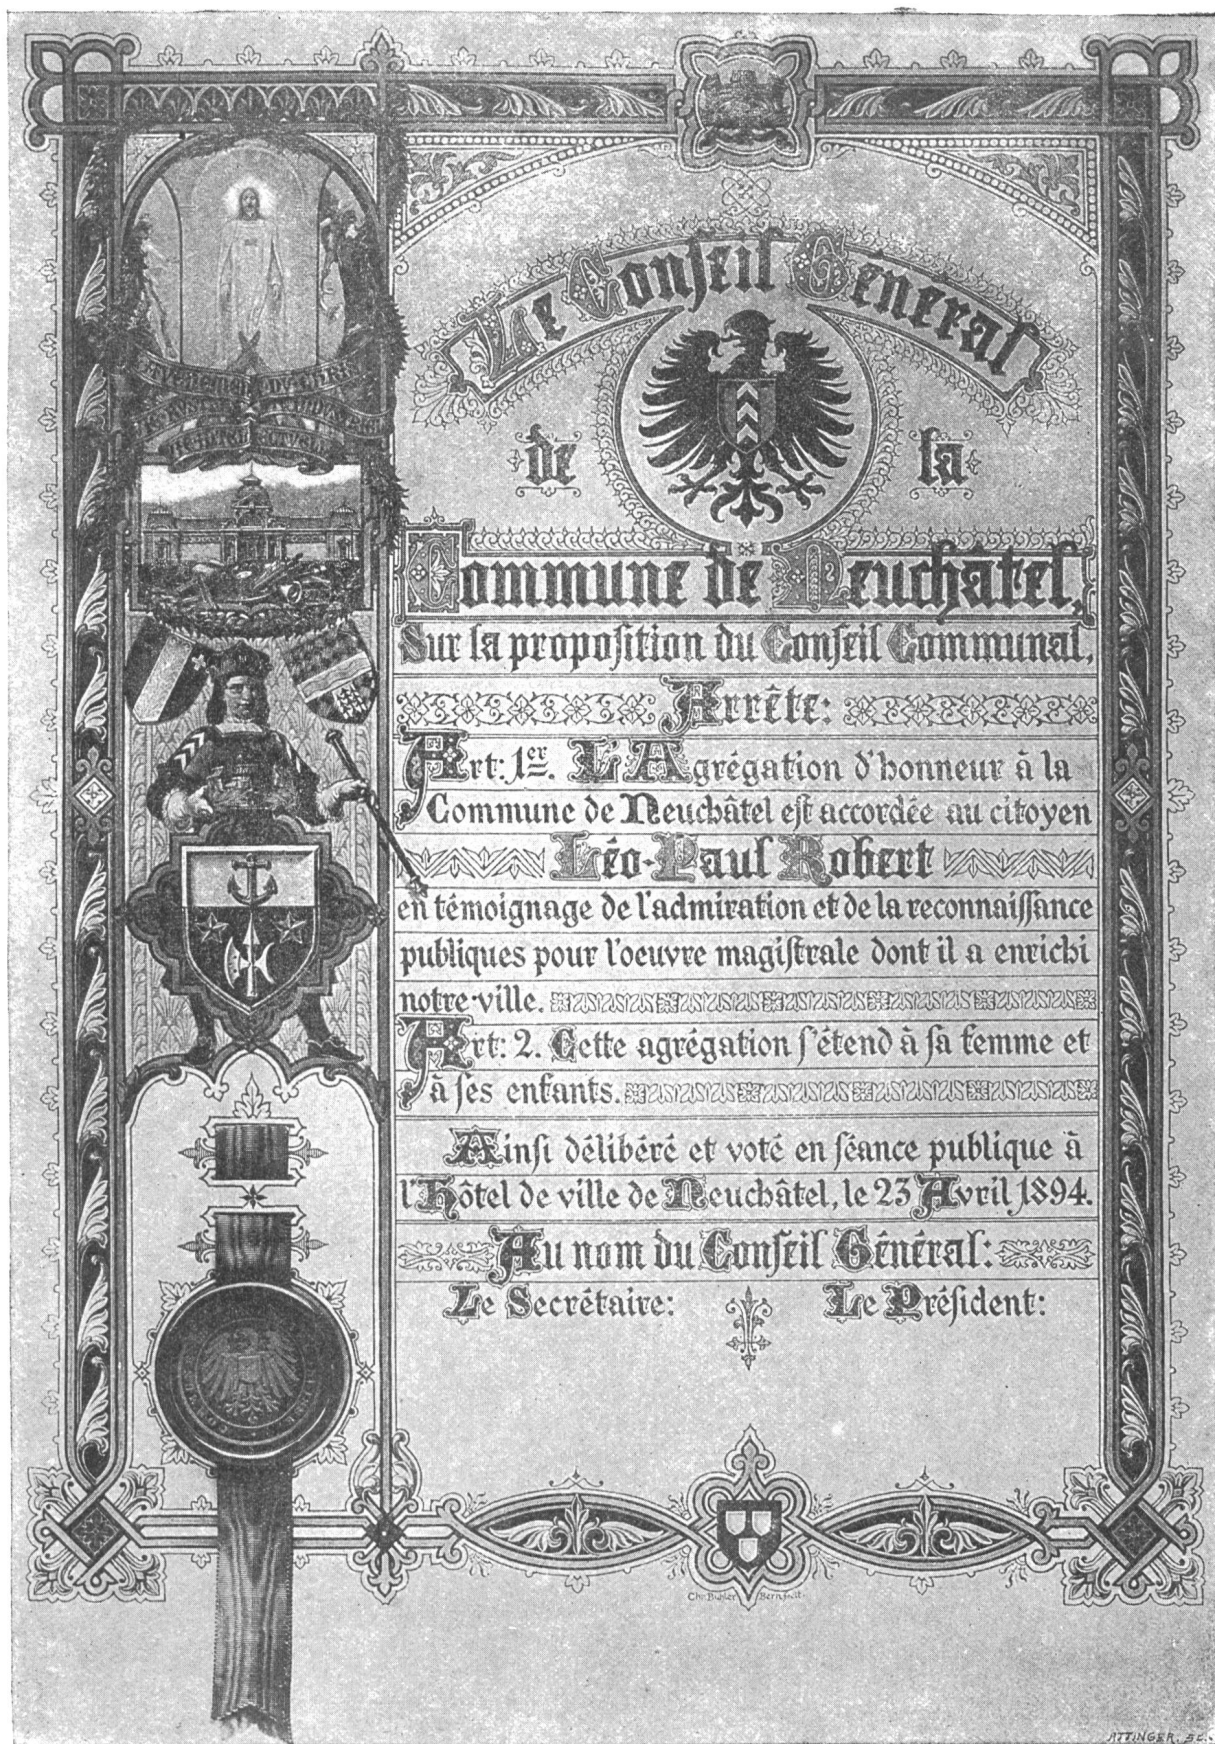 Le Conseil Général
de la
Commune de Neuchâtel,
Sur la proposition du Conseil Communal,
Arrête:
Art: 1er. L'Agrégation d'honneur à la
Commune de Neuchâtel est accordée au citoyen
Léo-Paul Robert
en témoignage de l'admiration et de la reconnaissance
publiques pour l'oeuvre magistrale dont il a enrichi
notre ville.
Art: 2. Cette agrégation s'étend à sa femme et
à ses enfants.
Ainsi délibéré et voté en séance publique à
l'Hôtel de ville de Neuchâtel, le 23 Avril 1894.
Au nom du Conseil Général:
Le Secrétaire: Le Président:
Chr. Bühler Bern fecit
ATTINGER. SC.